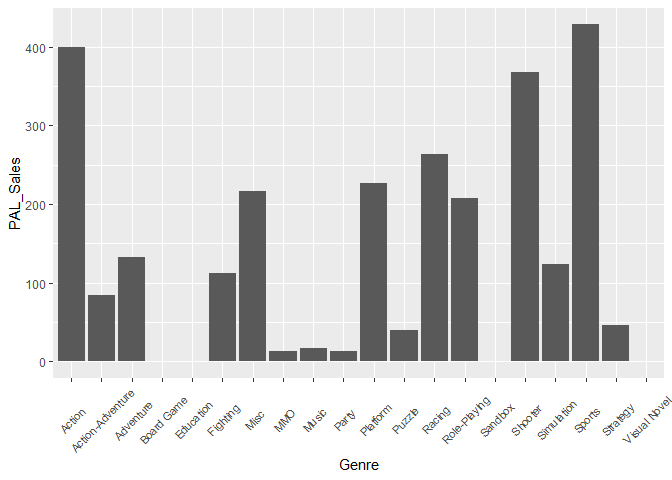 PAL_Sales
400
300
200
100
0
Action
Action-Adventure
Adventure
Board Game
Education
Fighting
Misc
MMO
Music
Party
Platform
Puzzle
Racing
Role-Playing
Sandbox
Shooter
Simulation
Sports
Strategy
Visual Novel
Genre